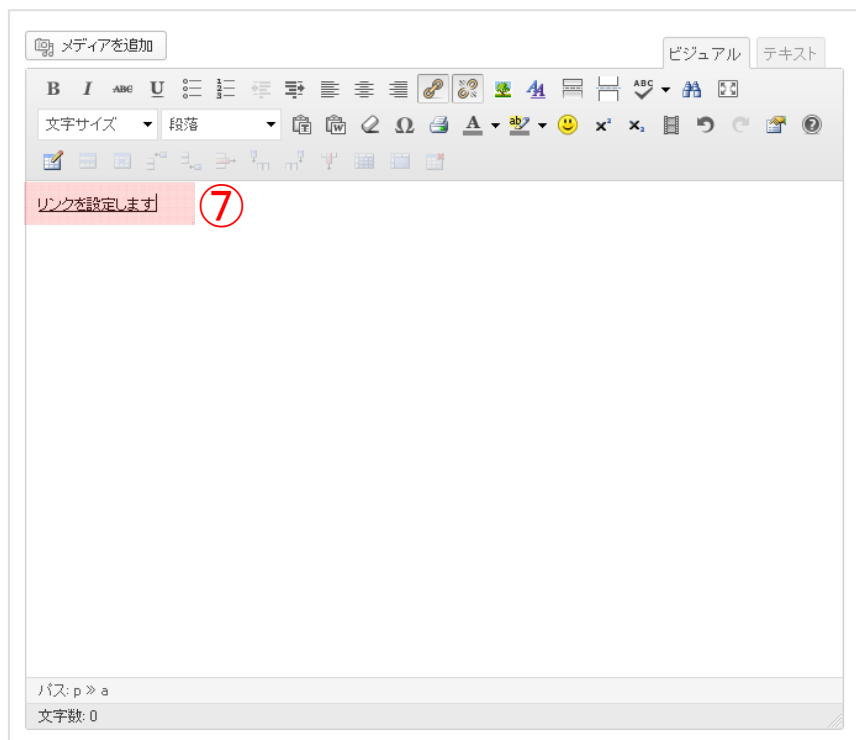 メディアを追加
ビジュアル テキスト
B I ABC U ABC
文字サイズ 段落 T W Ω A ab x² x₂
リンクを設定します ⑦
パス: p » a
文字数: 0